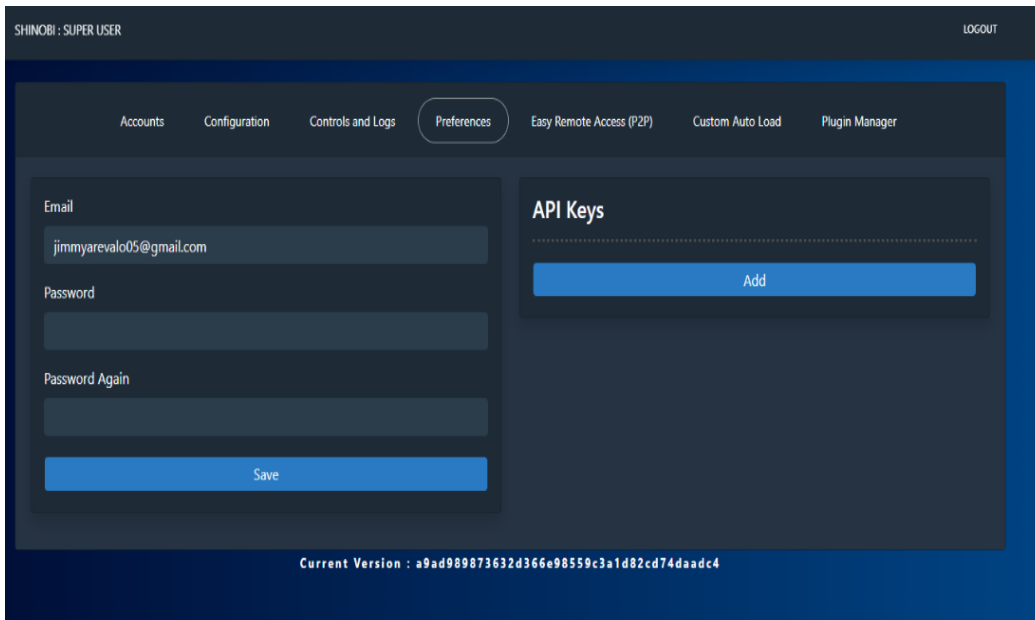 SHINOBI : SUPER USER
LOGOUT
Accounts
Configuration
Controls and Logs
Preferences
Easy Remote Access (P2P)
Custom Auto Load
Plugin Manager
Email
jimmyarevalo05@gmail.com
Password
Password Again
Save
API Keys
Add
Current Version : a9ad989873632d366e98559c3a1d82cd74daadc4